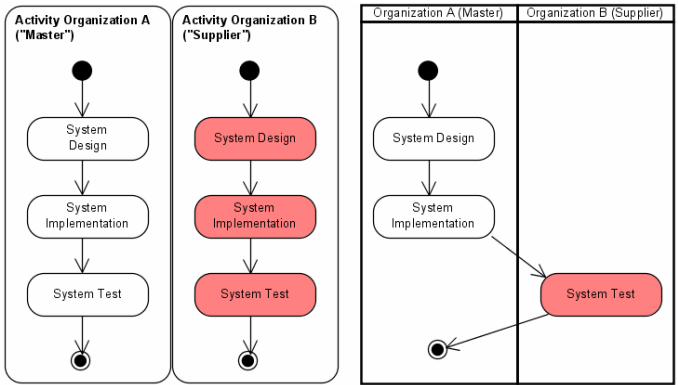 Activity Organization A
("Master")
System
Design
System
Implementation
System Test
Activity Organization B
("Supplier")
System Design
System
Implementation
System Test
Organization A (Master)
Organization B (Supplier)
System Design
System
Implementation
System Test